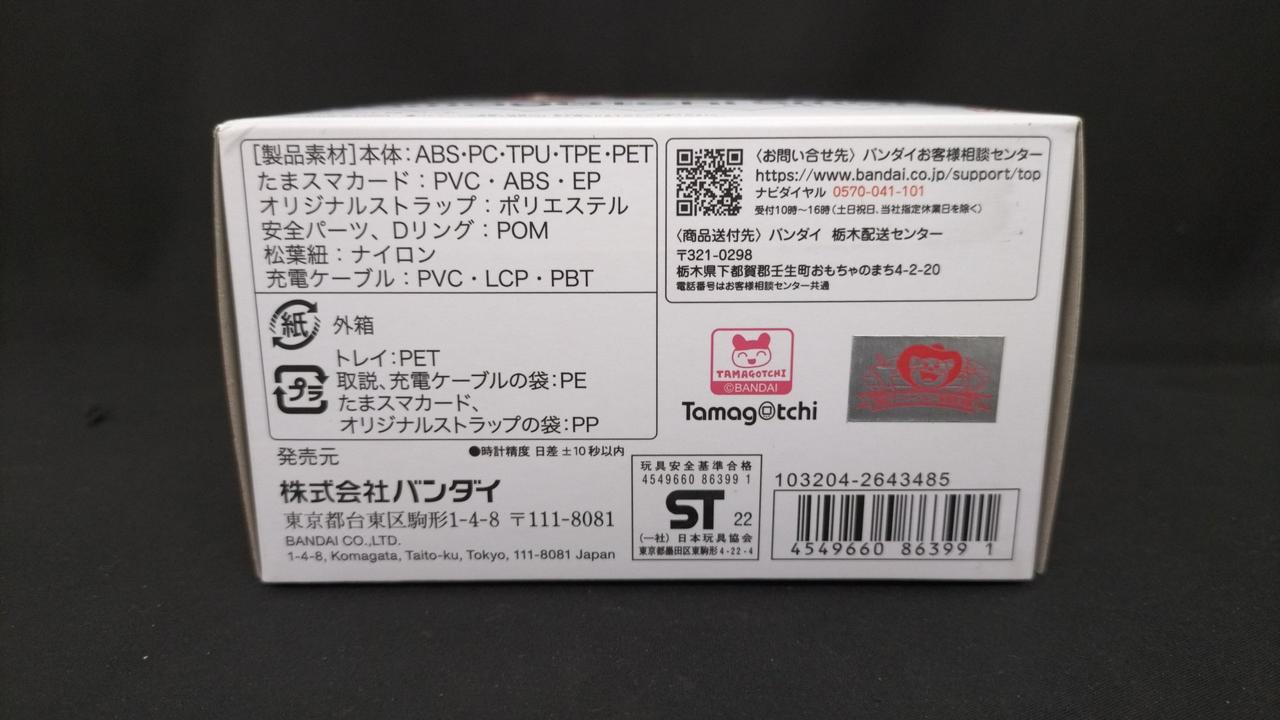 [製品素材]本体：ABS・PC・TPU・TPE・PET
たまスマカード：PVC・ABS・EP
オリジナルストラップ：ポリエステル
安全パーツ、Dリング：POM
松葉紐：ナイロン
充電ケーブル：PVC・LCP・PBT
紙 外箱
プラ
トレイ：PET
取説、充電ケーブルの袋：PE
たまスマカード、
オリジナルストラップの袋：PP
●時計精度 日差±10秒以内
発売元
株式会社バンダイ
東京都台東区駒形1-4-8 〒111-8081
BANDAI CO.,LTD.
1-4-8, Komagata, Taito-ku, Tokyo, 111-8081 Japan
〈お問い合せ先〉バンダイお客様相談センター
https://www.bandai.co.jp/support/top
ナビダイヤル 0570-041-101
受付10時〜16時（土日祝日、当社指定休業日を除く）
〈商品送付先〉バンダイ 栃木配送センター
〒321-0298
栃木県下都賀郡壬生町おもちゃのまち4-2-20
電話番号はお客様相談センター共通
TAMAGOTCHI
©BANDAI
Tamagotchi
玩具安全基準合格
4549660 86399 1
ST 22
(一社)日本玩具協会
東京都墨田区東駒形4-22-4
103204-2643485
4549660 86399 1